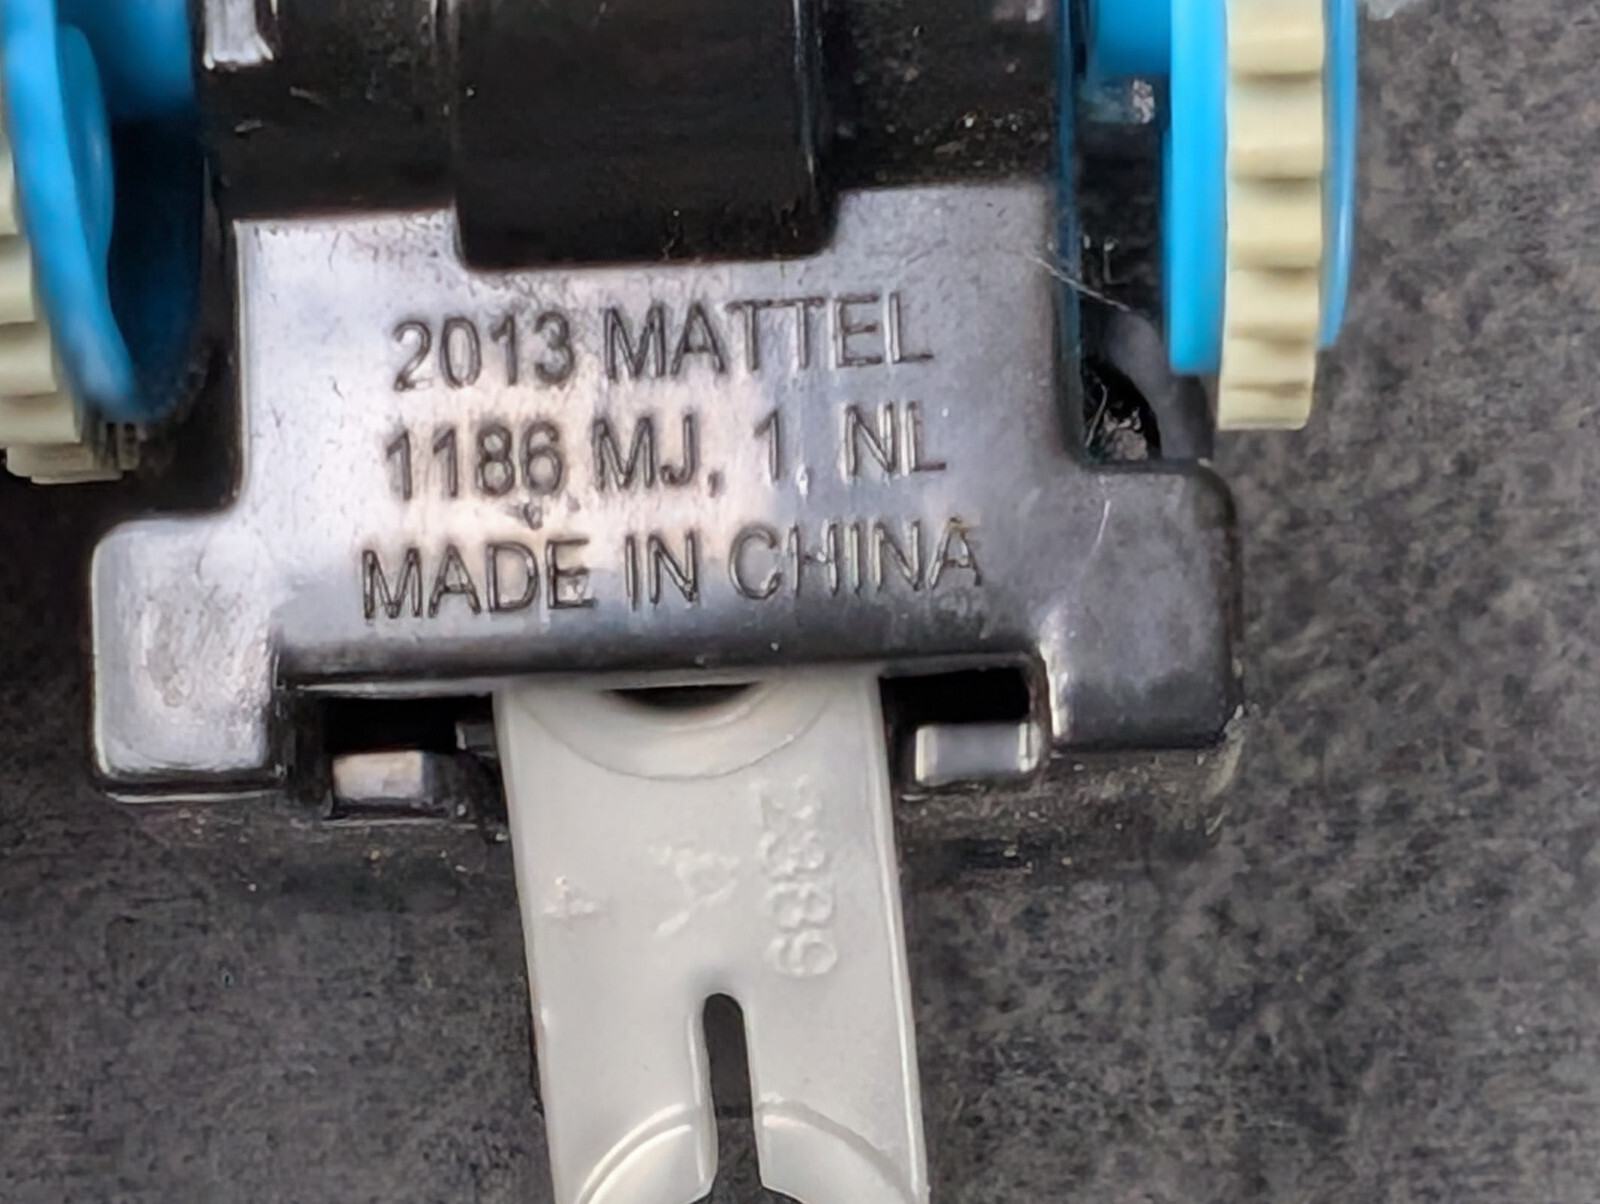 2013 MATTEL
1186 MJ, 1, NL
MADE IN CHINA